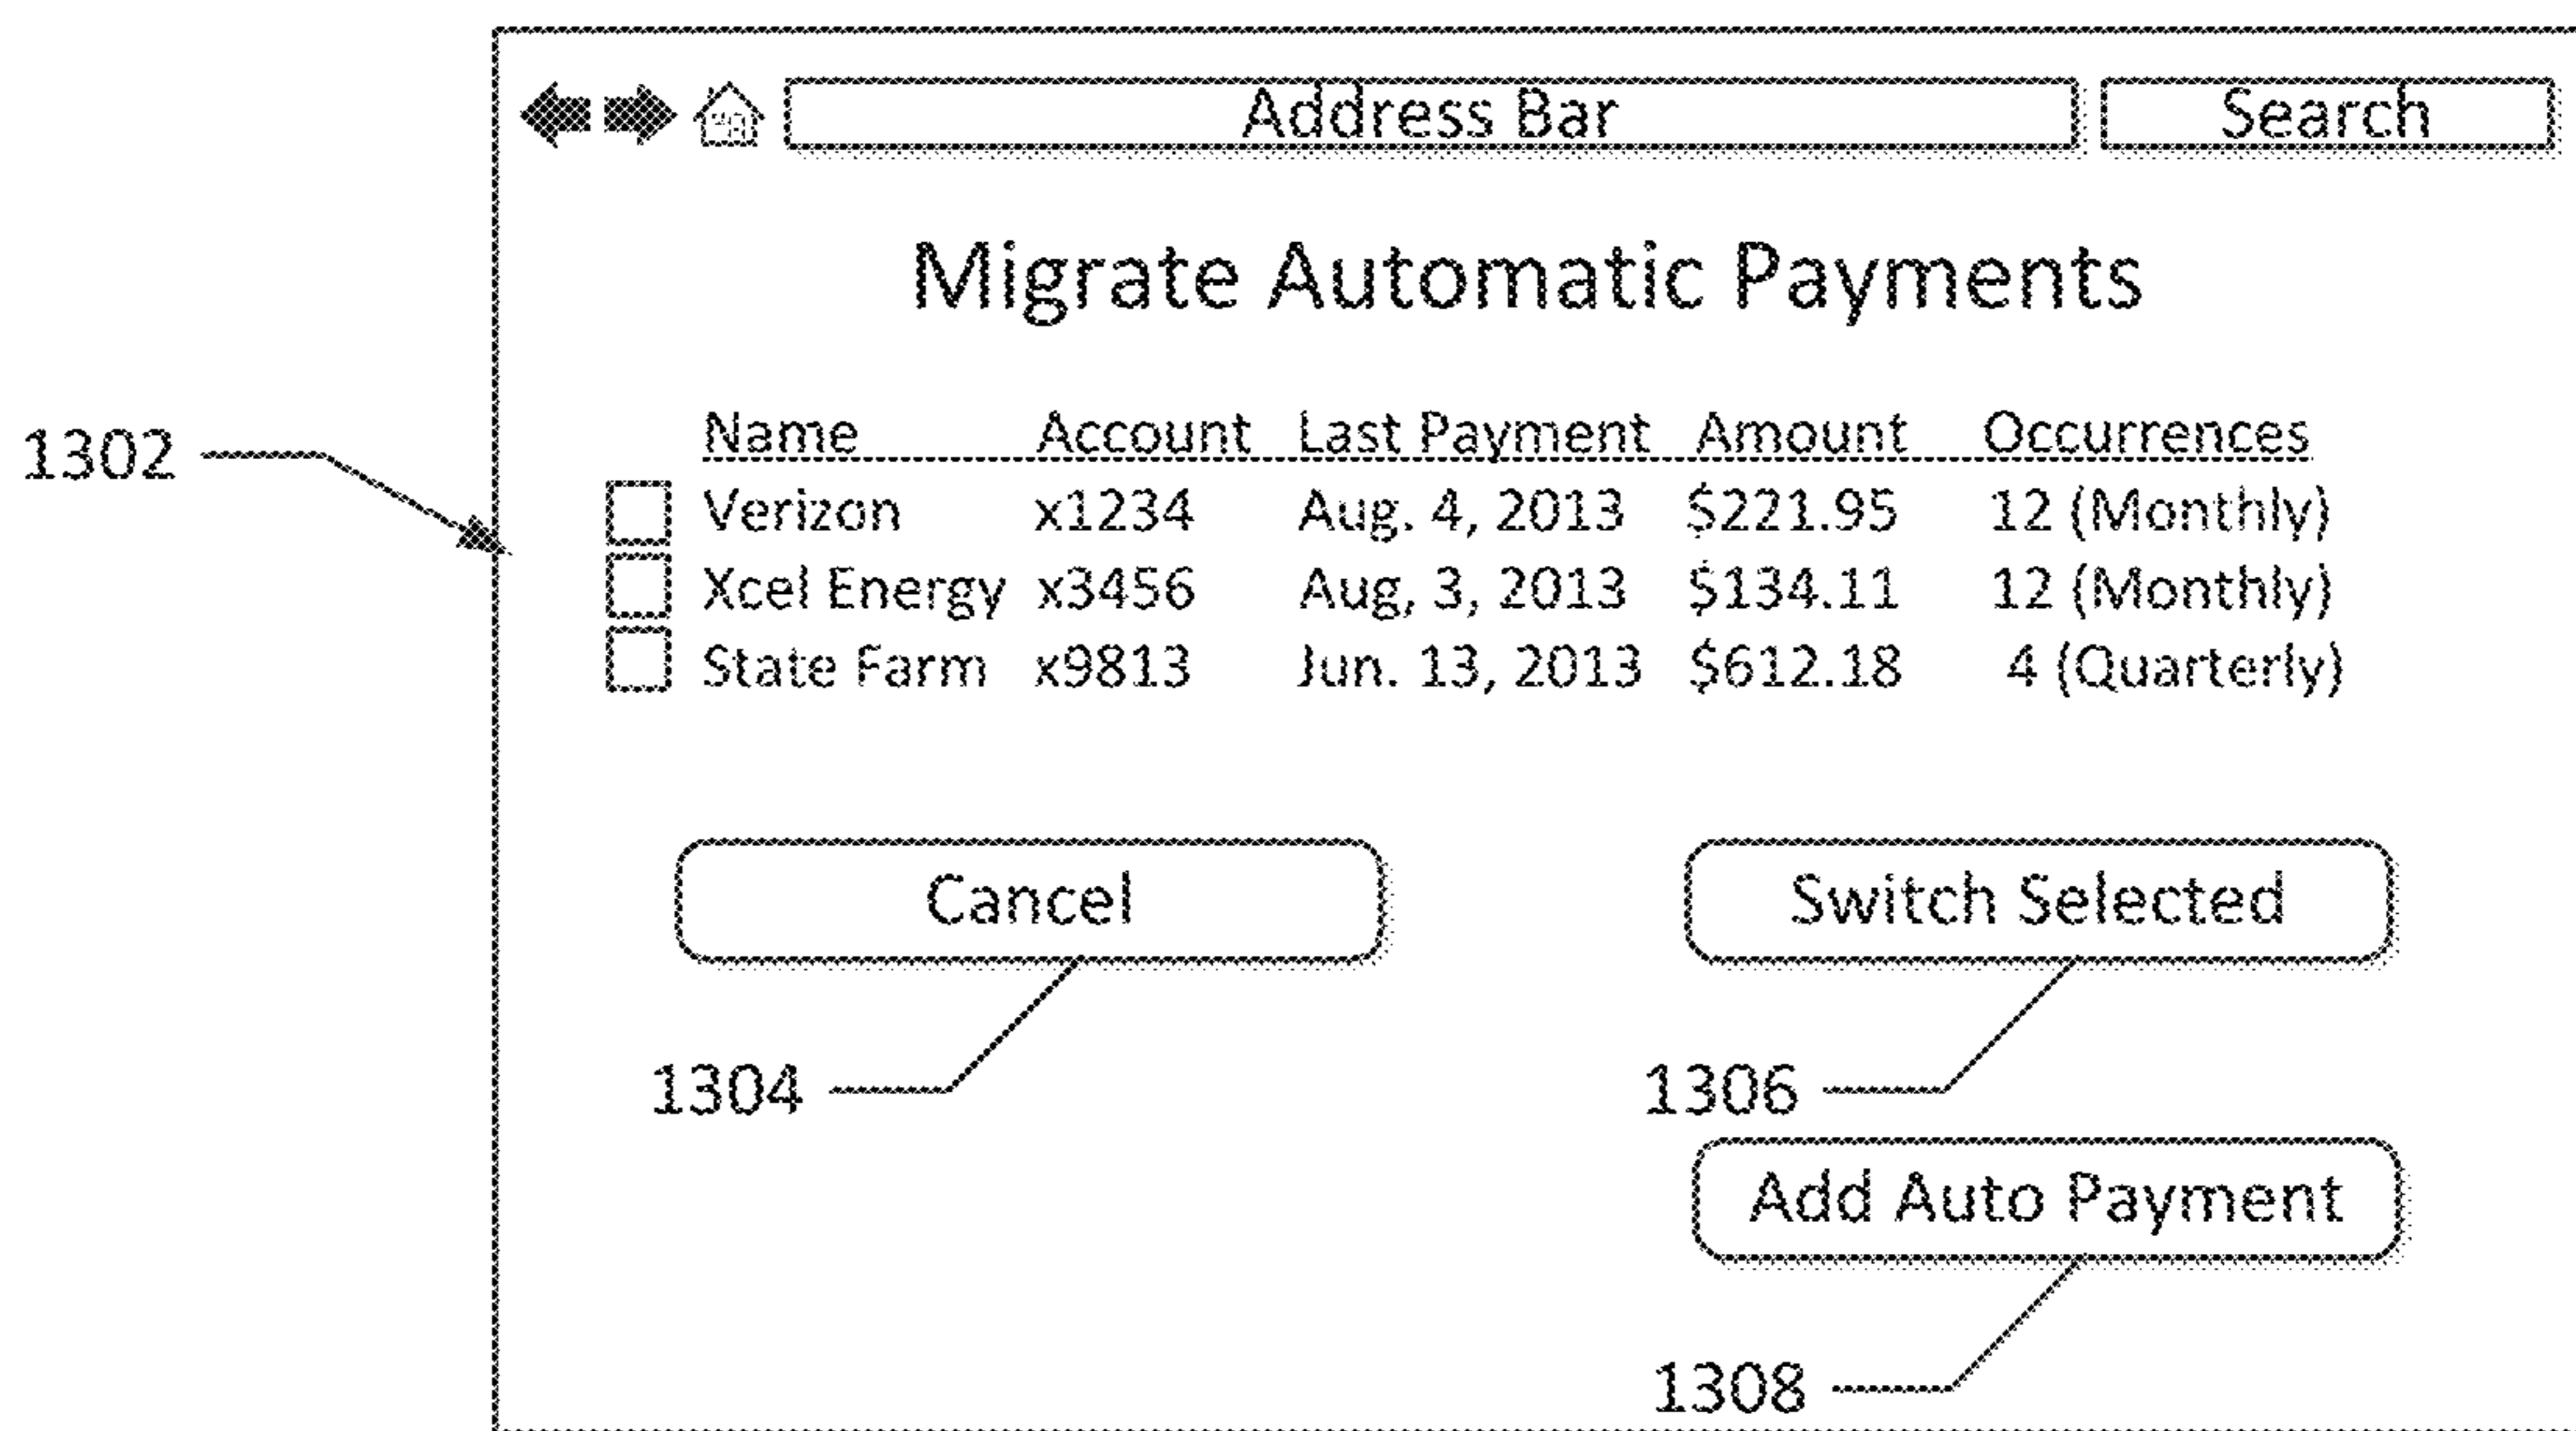 Address Bar Search
Migrate Automatic Payments
Name Account Last Payment Amount Occurrences
1302
Verizon x1234 Aug. 4, 2013 $221.95 12 (Monthly)
Xcel Energy x3456 Aug, 3, 2013 $134.11 12 (Monthly)
State Farm x9813 Jun. 13, 2013 $612.18 4 (Quarterly)
Cancel Switch Selected
1304 1306
Add Auto Payment
1308